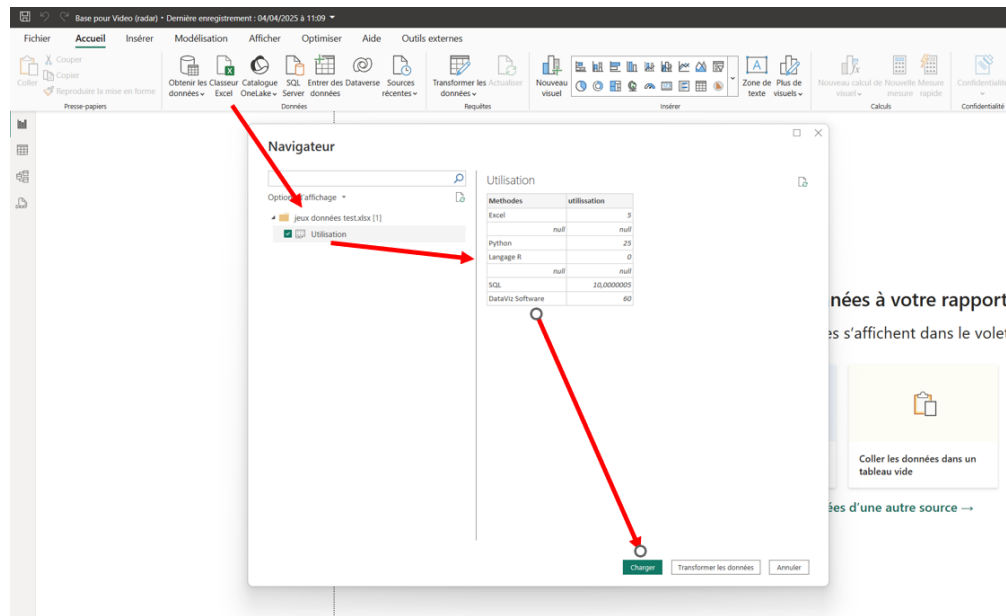 Base pour Video (radar) • Dernière enregistrement : 04/04/2025 à 11:09
Fichier Accueil Insérer Modélisation Afficher Optimiser Aide Outils externes
Coller
Couper
Copier
Reproduire la mise en forme
Presse-papiers
Obtenir les données
Classeur Excel
Catalogue OneLake
SQL Server
Entrer des données
Dataverse
Sources récentes
Données
Transformer les données
Actualiser
Requêtes
Nouveau visuel
Zone de texte
Plus de visuels
Insérer
Nouveau calcul de visuel
Nouvelle mesure
Mesure rapide
Calculs
Confidentialité
Navigateur
Options d'affichage
jeux données test.xlsx [1]
Utilisation
Utilisation
Methodes utilissation
Excel 5
null null
Python 25
Langage R 0
null null
SQL 10,0000005
DataViz Software 60
Charger Transformer les données Annuler
nées à votre rapport
es s'affichent dans le volet
Coller les données dans un
tableau vide
ées d'une autre source →